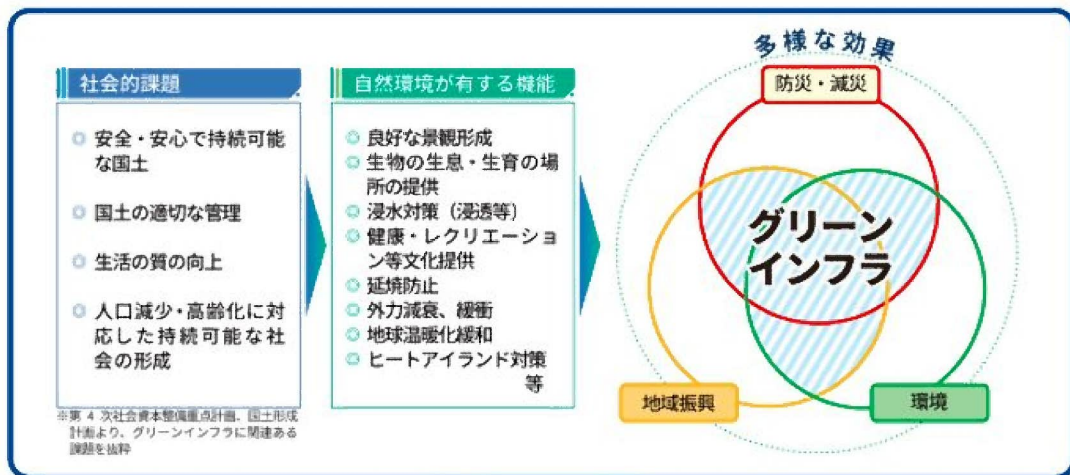 社会的課題
安全・安心で持続可能
な国土
国土の適切な管理
生活の質の向上
人口減少・高齢化に対
応した持続可能な社
会の形成
※第 4 次社会資本整備重点計画、国土形成
計画より、グリーンインフラに関連ある
課題を抜粋
自然環境が有する機能
良好な景観形成
生物の生息・生育の場
所の提供
浸水対策（浸透等）
健康・レクリエーショ
ン等文化提供
延焼防止
外力減衰、緩衝
地球温暖化緩和
ヒートアイランド対策
等
多様な効果
防災・減災
グリーン
インフラ
地域振興
環境